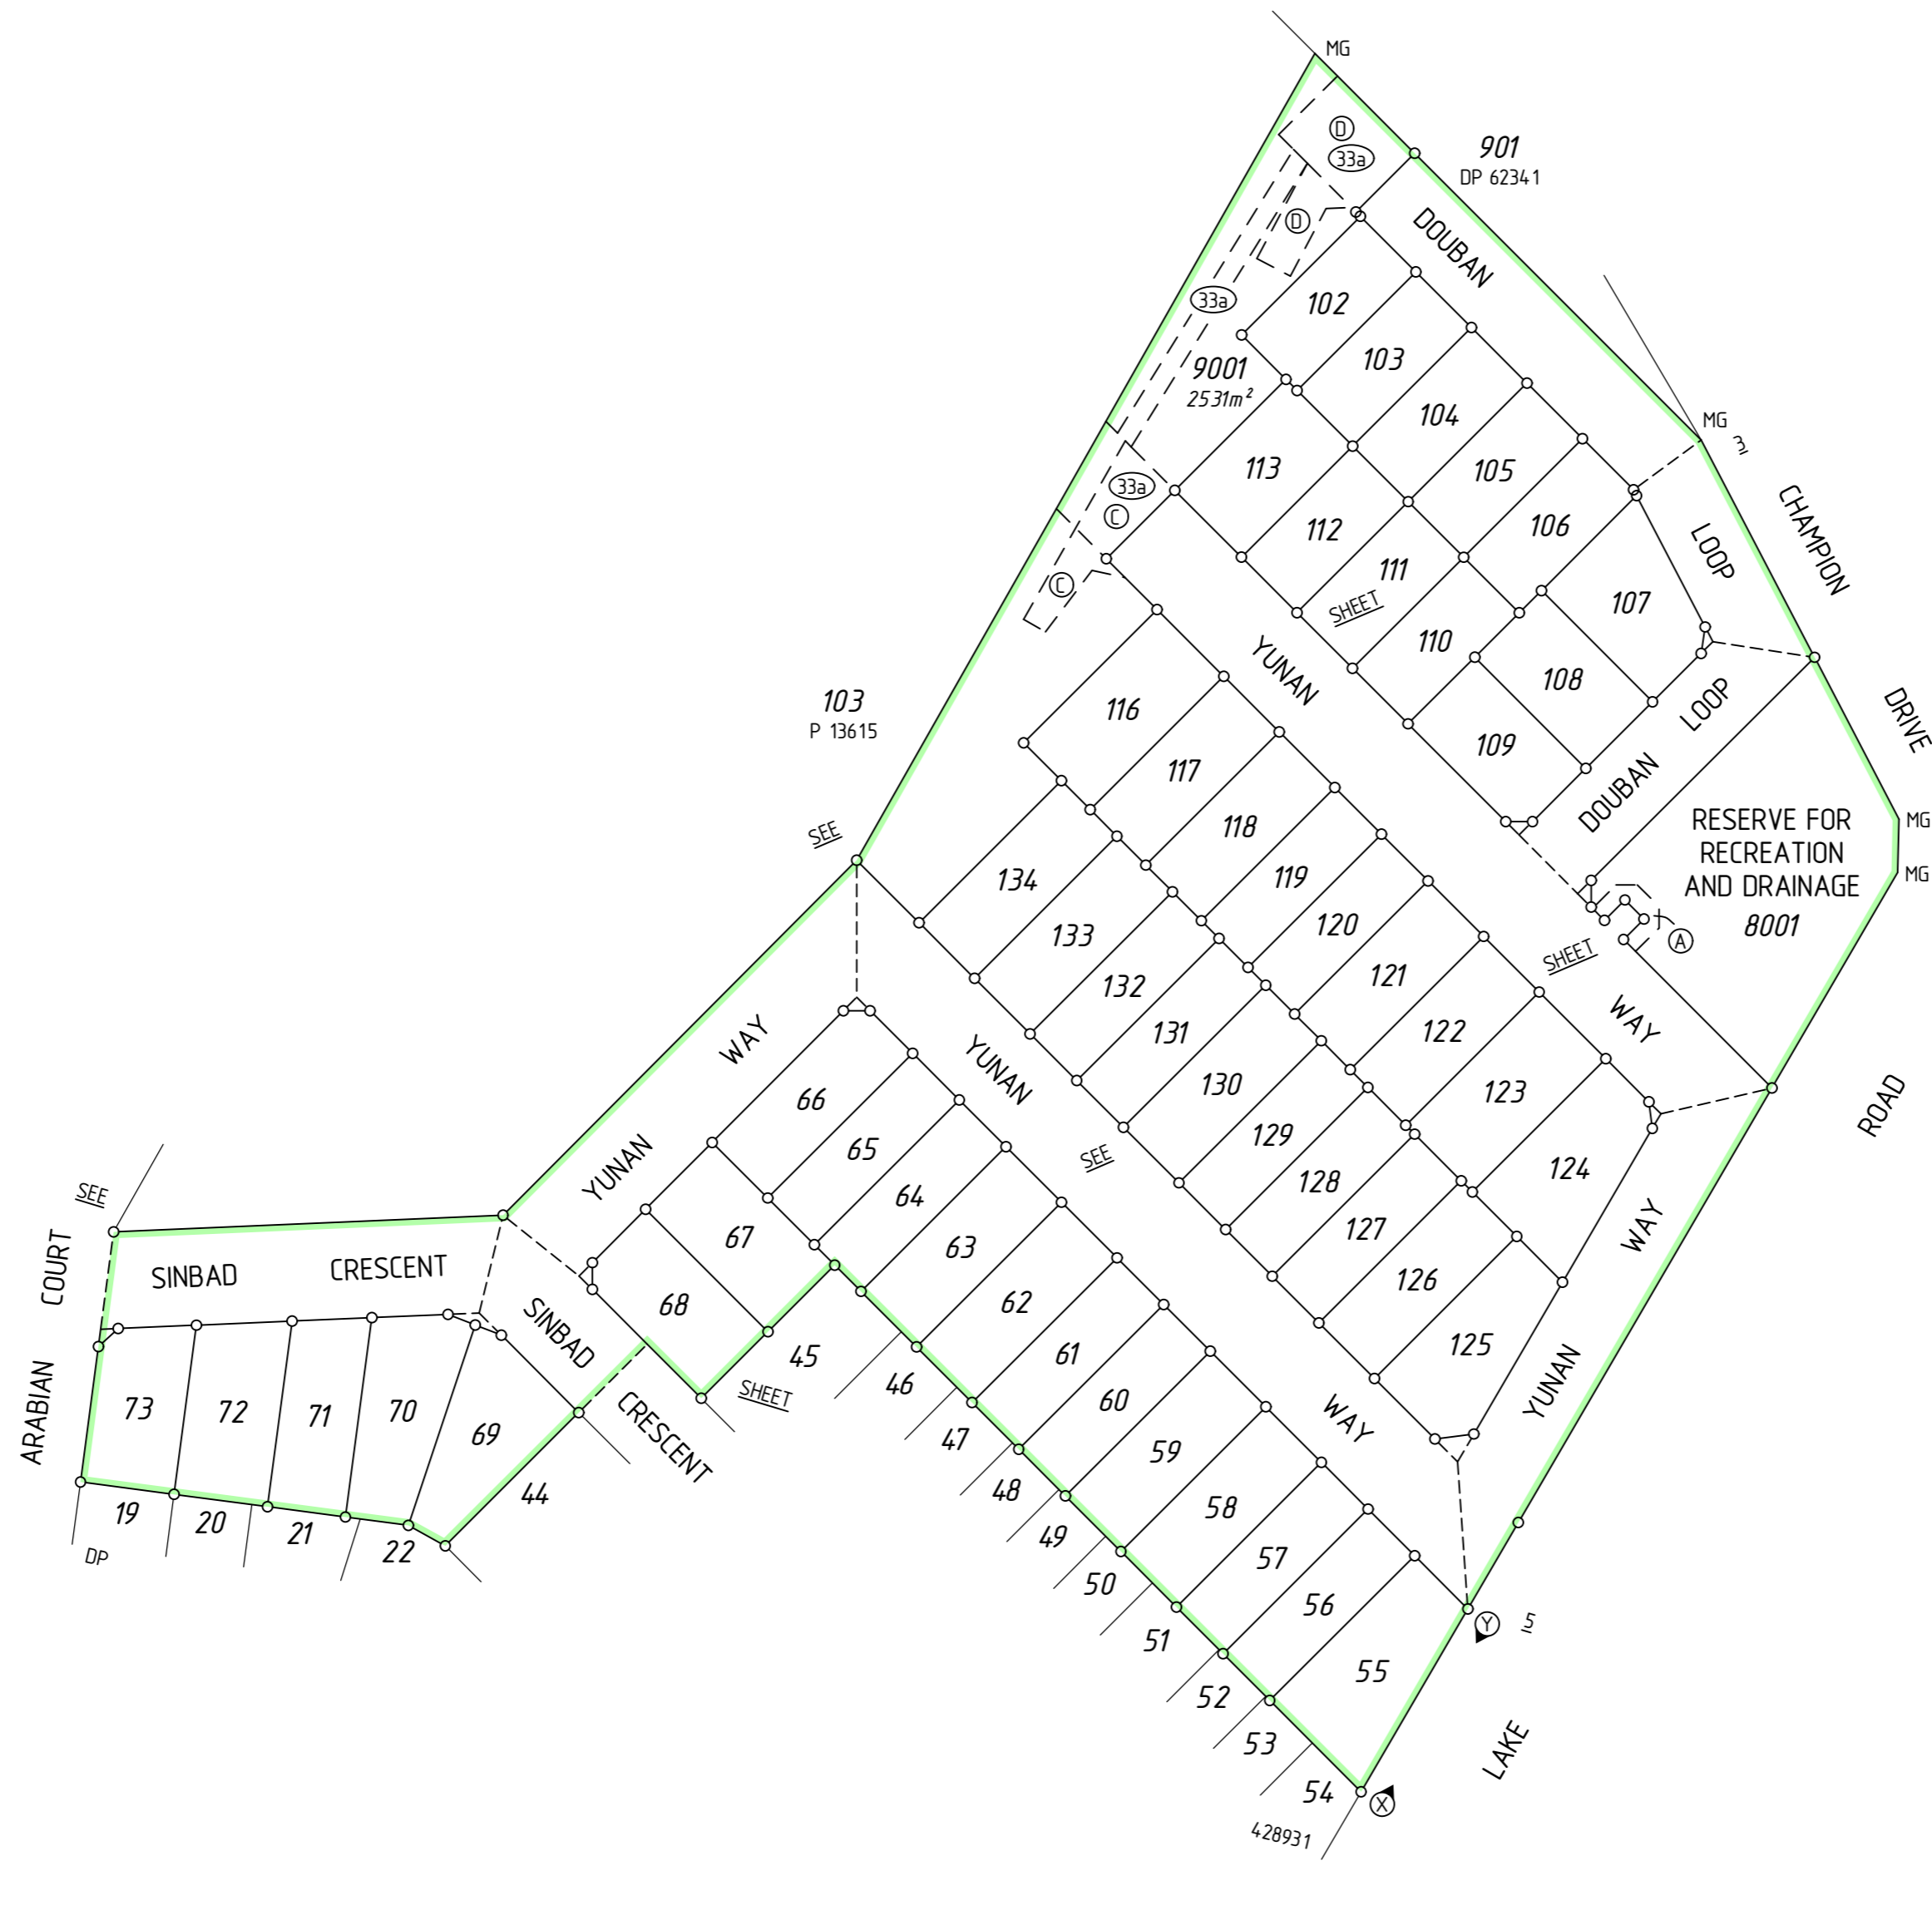 MG
901
DP 62341
D
33a
DOUBAN
D
33a
102
103
9001
2531m²
104
MG
3
105
113
33a
C
106
CHAMPION
112
LOOP
111
SHEET
C
107
110
YUNAN
108
LOOP
116
103
P 13615
DRIVE
109
117
DOUBAN
118
RESERVE FOR
RECREATION
AND DRAINAGE
8001
MG
MG
SEE
119
134
120
133
A
SHEET
121
132
WAY
122
131
WAY
YUNAN
130
123
66
ROAD
129
65
SEE
124
YUNAN
128
64
SEE
127
WAY
67
63
126
COURT
SINBAD
CRESCENT
62
68
SINBAD
125
45
61
46
YUNAN
SHEET
60
WAY
ARABIAN
73
72
71
70
69
CRESCENT
47
59
44
48
58
19
20
21
22
49
57
DP
50
56
51
Y
5
55
52
53
LAKE
54
X
428931